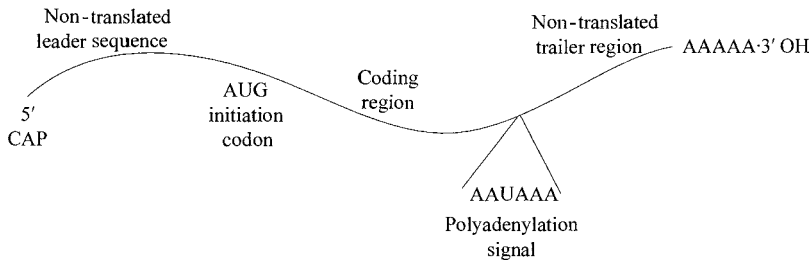 Non-translated
leader sequence
5′
CAP
AUG
initiation
codon
Coding
region
Non-translated
trailer region
AAAAA·3′ OH
AAUAAA
Polyadenylation
signal